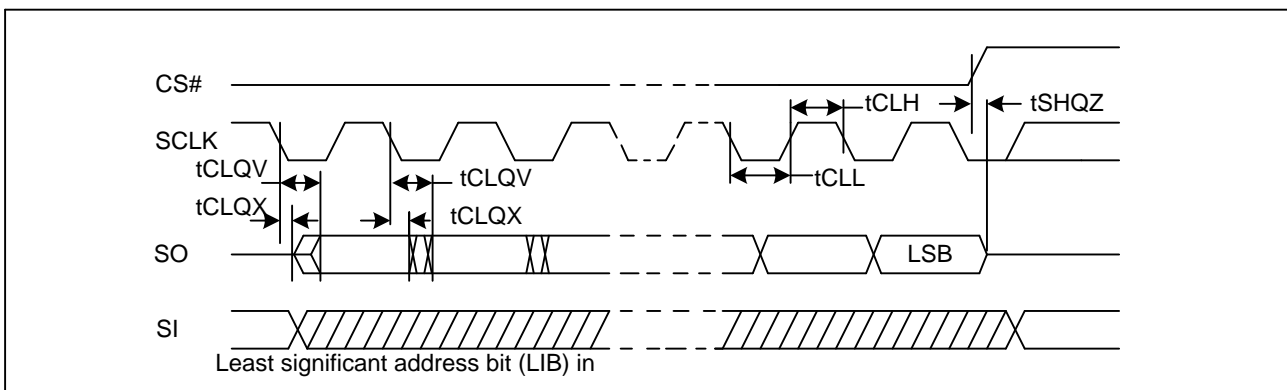 CS#
tCLH
tSHQZ
SCLK
tCLQV
tCLQV
tCLL
tCLQX
tCLQX
SO
LSB
SI
Least significant address bit (LIB) in